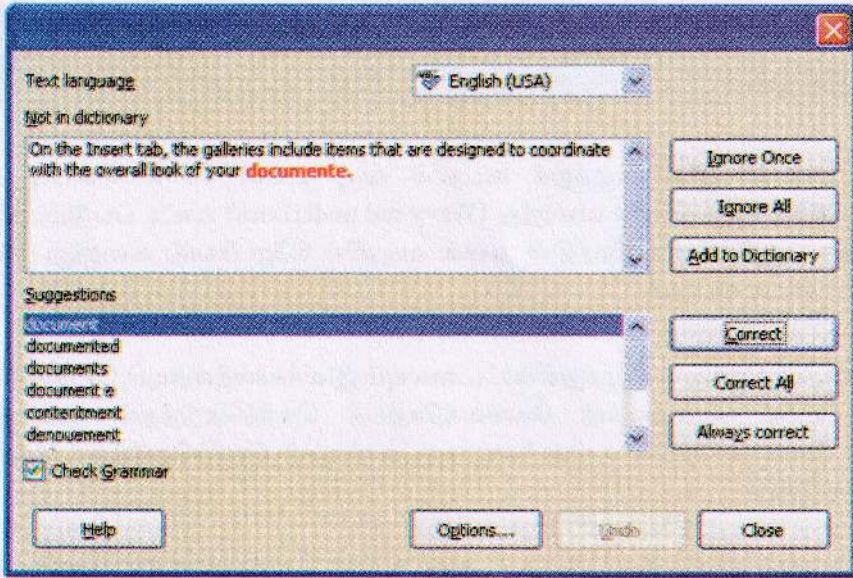 Text language
English (USA)
Not in dictionary
On the Insert tab, the galleries include items that are designed to coordinate
with the overall look of your documente.
Ignore Once
Ignore All
Add to Dictionary
Suggestions
document
documented
documents
document e
contentment
denouement
Correct
Correct All
Always correct
Check Grammar
Help
Options...
Undo
Close